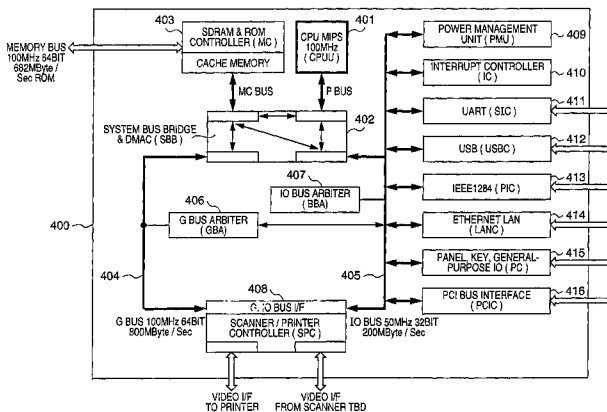 403
SDRAM & ROM
CONTROLLER ( MC )
CACHE MEMORY
401
CPU MIPS
100MHz
( CPUU )
MEMORY BUS
100MHz 64BIT
682MByte /
Sec ROM
MC BUS
P BUS
SYSTEM BUS BRIDGE
& DMAC ( SBB )
402
407
IO BUS ARBITER
( BBA )
406
G BUS ARBITER
( GBA )
400
404
405
408
G, IO BUS I/F
SCANNER / PRINTER
CONTROLLER ( SPC )
G BUS 100MHz 64BIT
800MByte / Sec
IO BUS 50MHz 32BIT
200MByte / Sec
VIDEO I/F
TO PRINTER
VIDEO I/F
FROM SCANNER TBD
POWER MANAGEMENT
UNIT ( PMU )
409
INTERRUPT CONTROLLER
( IC )
410
UART ( SIC )
411
USB ( USBC )
412
IEEE1284 ( PIC )
413
ETHERNET LAN
( LANC )
414
PANEL, KEY, GENERAL-
PURPOSE IO ( PC )
415
PCI BUS INTERFACE
( PCIC )
416